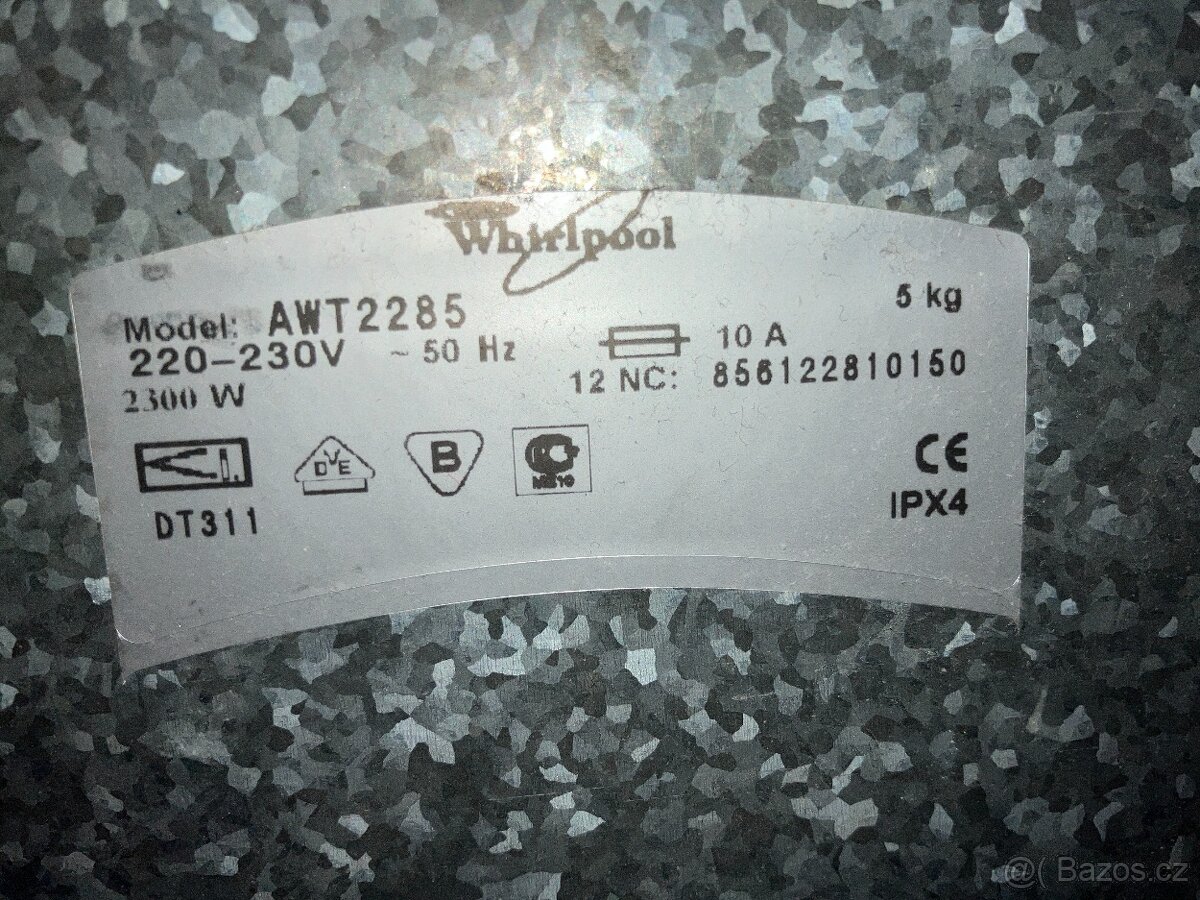 Whirlpool
5 kg
Model: AWT2285
220-230V ~ 50 Hz
10 A
2300 W
12 NC: 856122810150
DVE
B
CE
DT311
IPX4
@( Bazos.cz